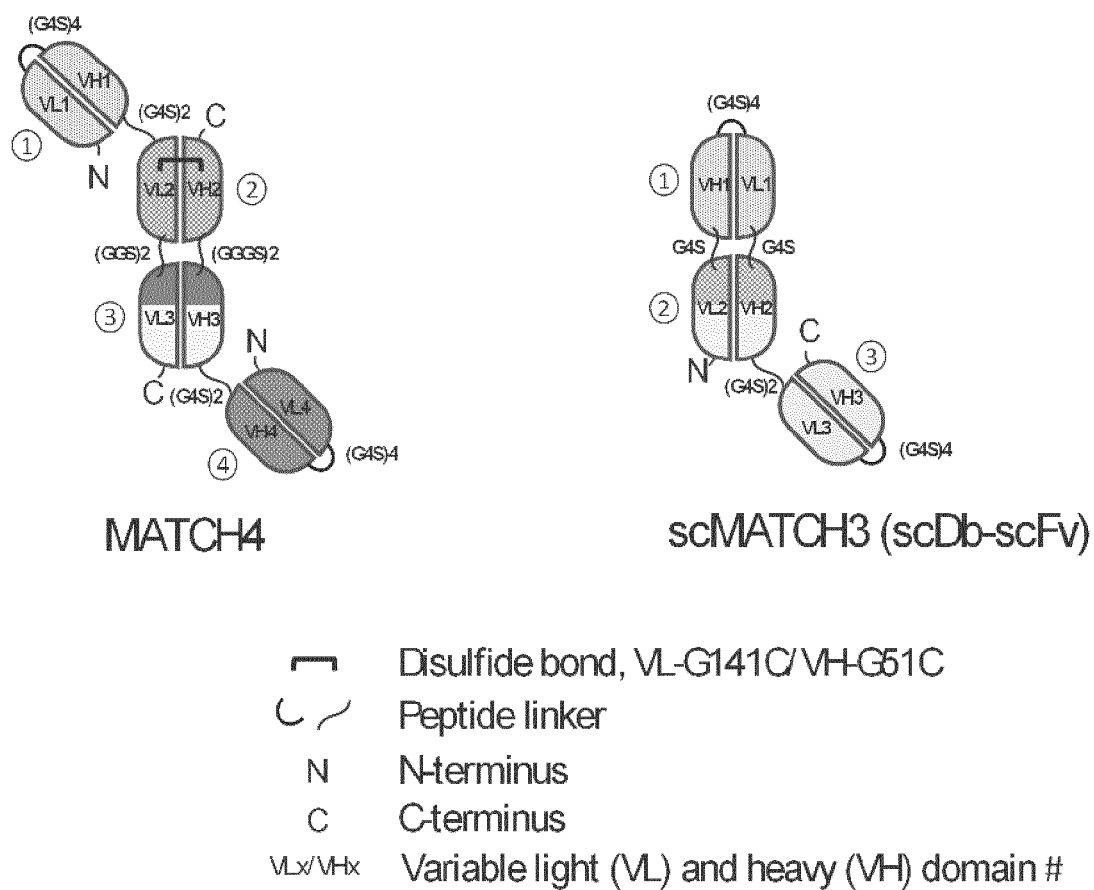 (G4S)4
VH1
VL1
(G4S)2
C
1
N
VL2
VH2
2
(GGS)2
(GGGS)2
3
VL3
VH3
N
C
(G4S)2
VL4
VH4
(G4S)4
4
MATCH4
(G4S)4
1
VH1
VL1
G4S
G4S
2
VL2
VH2
C
3
N
(G4S)2
VH3
VL3
(G4S)4
scMATCH3 (scDb-scFv)
Disulfide bond, VL-G141C/VH-G51C
Peptide linker
N N-terminus
C C-terminus
VLx/VHx Variable light (VL) and heavy (VH) domain #